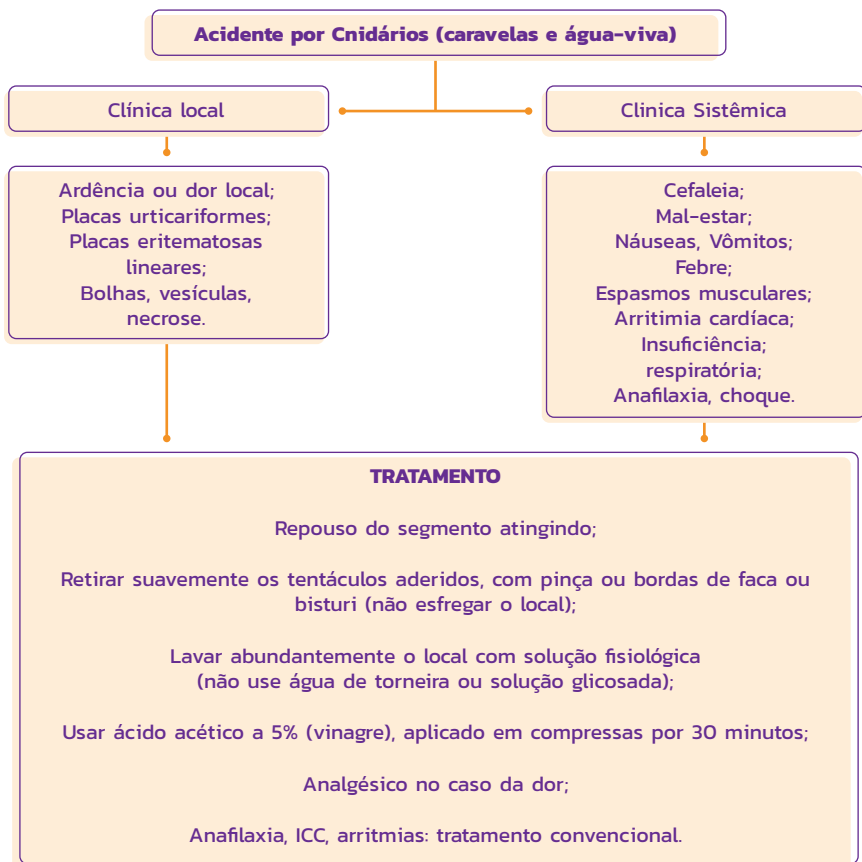 Acidente por Cnidários (caravelas e água-viva)
Clínica local
Clinica Sistêmica
Ardência ou dor local;
Placas urticariformes;
Placas eritematosas
lineares;
Bolhas, vesículas,
necrose.
Cefaleia;
Mal-estar;
Náuseas, Vômitos;
Febre;
Espasmos musculares;
Arritimia cardíaca;
Insuficiência;
respiratória;
Anafilaxia, choque.
TRATAMENTO
Repouso do segmento atingindo;
Retirar suavemente os tentáculos aderidos, com pinça ou bordas de faca ou
bisturi (não esfregar o local);
Lavar abundantemente o local com solução fisiológica
(não use água de torneira ou solução glicosada);
Usar ácido acético a 5% (vinagre), aplicado em compressas por 30 minutos;
Analgésico no caso da dor;
Anafilaxia, ICC, arritmias: tratamento convencional.